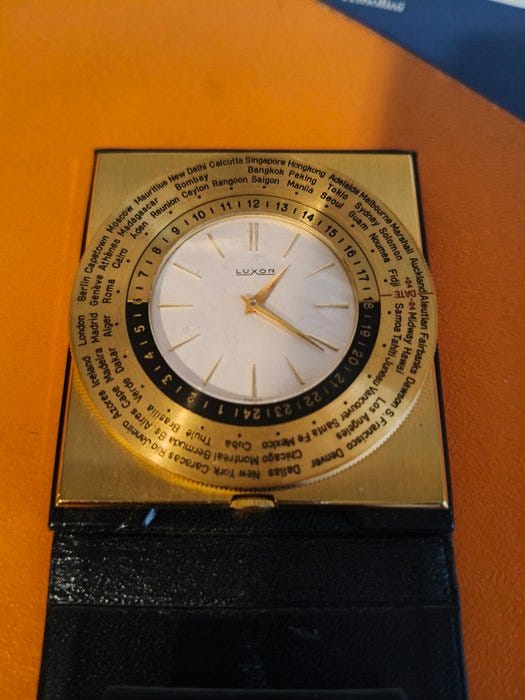 LUXOR
London
Madrid
Alger
Berlin
Genève
Roma
Capetown
Athènes
Cairo
Moscow
Madagascar
Aden
Mauritius
Reunion
New Delhi
Bombay
Ceylon
Calcutta
Rangoon
Singapore
Bangkok
Saigon
Hongkong
Peking
Manila
Adelaide
Tokio
Seoul
Melbourne
Sydney
Guam
Marshall
Solomon
Noumea
Auckland
Fidji
DATE
Aleutian
Midway
Samoa
Fairbanks
Hawai
Tahiti
Dawson
Juneau
Vancouver
S. Francisco
Los Angeles
Denver
Santa Fe
Dallas
Chicago
Mexico
New York
Montreal
Cuba
Caracas
Bermuda
Thule
Rio Janeiro
Bs Aires
Brasilia
Azores
Cape Verde
Iceland
Madeira
Dakar
1 2 3 4 5 6 7 8 9 10 11 12 13 14 15 16 17 18 19 20 21 22 23 24